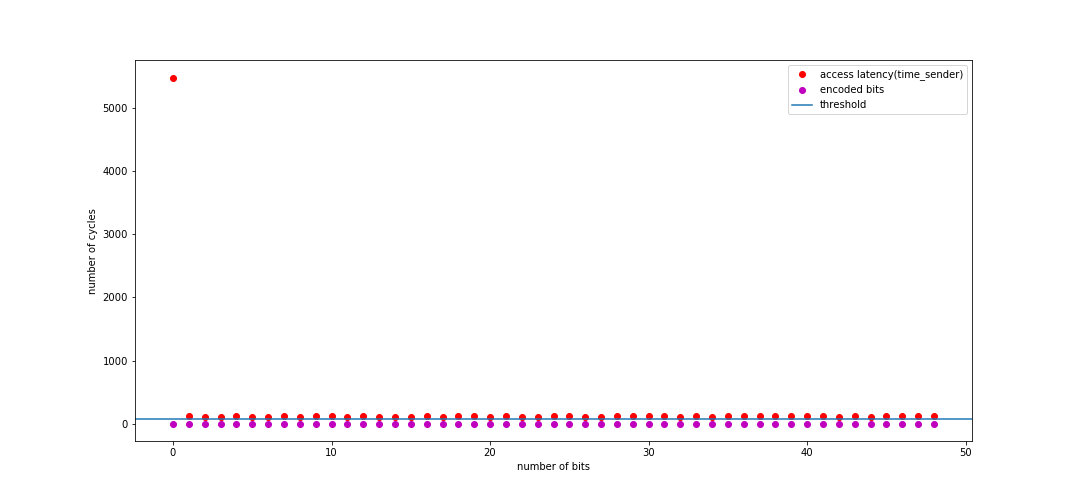 access latency(time_sender)
encoded bits
threshold
5000
4000
3000
2000
1000
0
number of cycles
0 10 20 30 40 50
number of bits